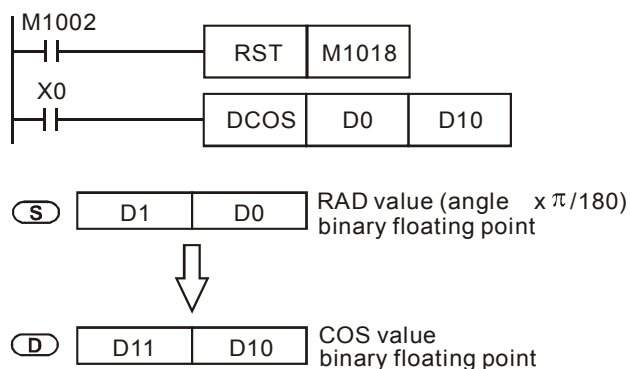 M1002
RST M1018
X0
DCOS D0 D10
S D1 D0 RAD value (angle x π/180)
binary floating point
D D11 D10 COS value
binary floating point